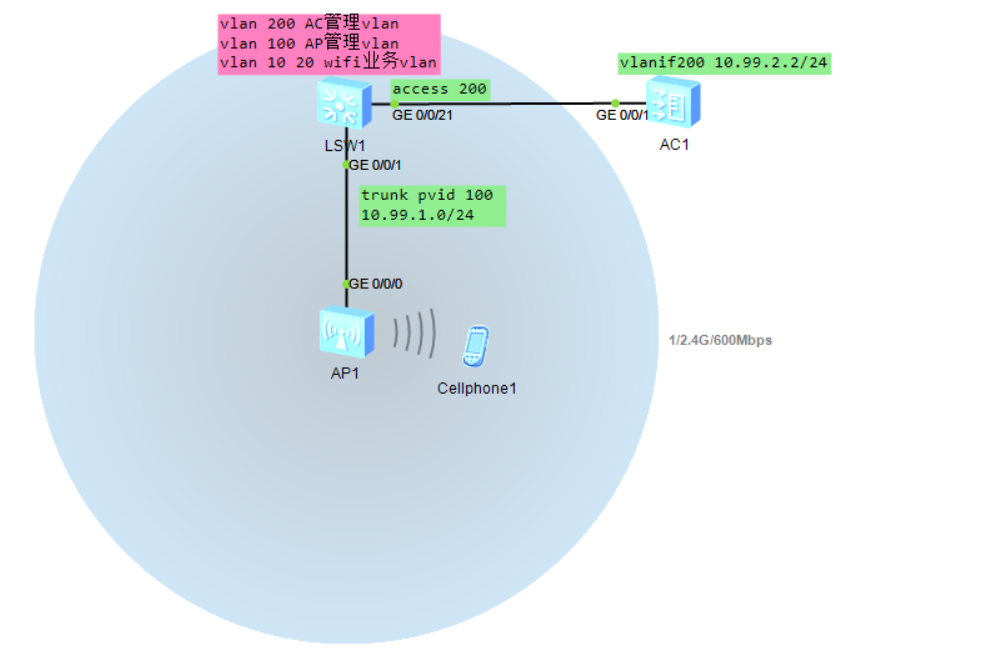 vlan 200 AC管理vlan
vlan 100 AP管理vlan
vlan 10 20 wifi业务vlan
vlanif200 10.99.2.2/24
access 200
GE 0/0/21
GE 0/0/1
LSW1
AC1
GE 0/0/1
trunk pvid 100
10.99.1.0/24
GE 0/0/0
1/2.4G/600Mbps
AP1
Cellphone1